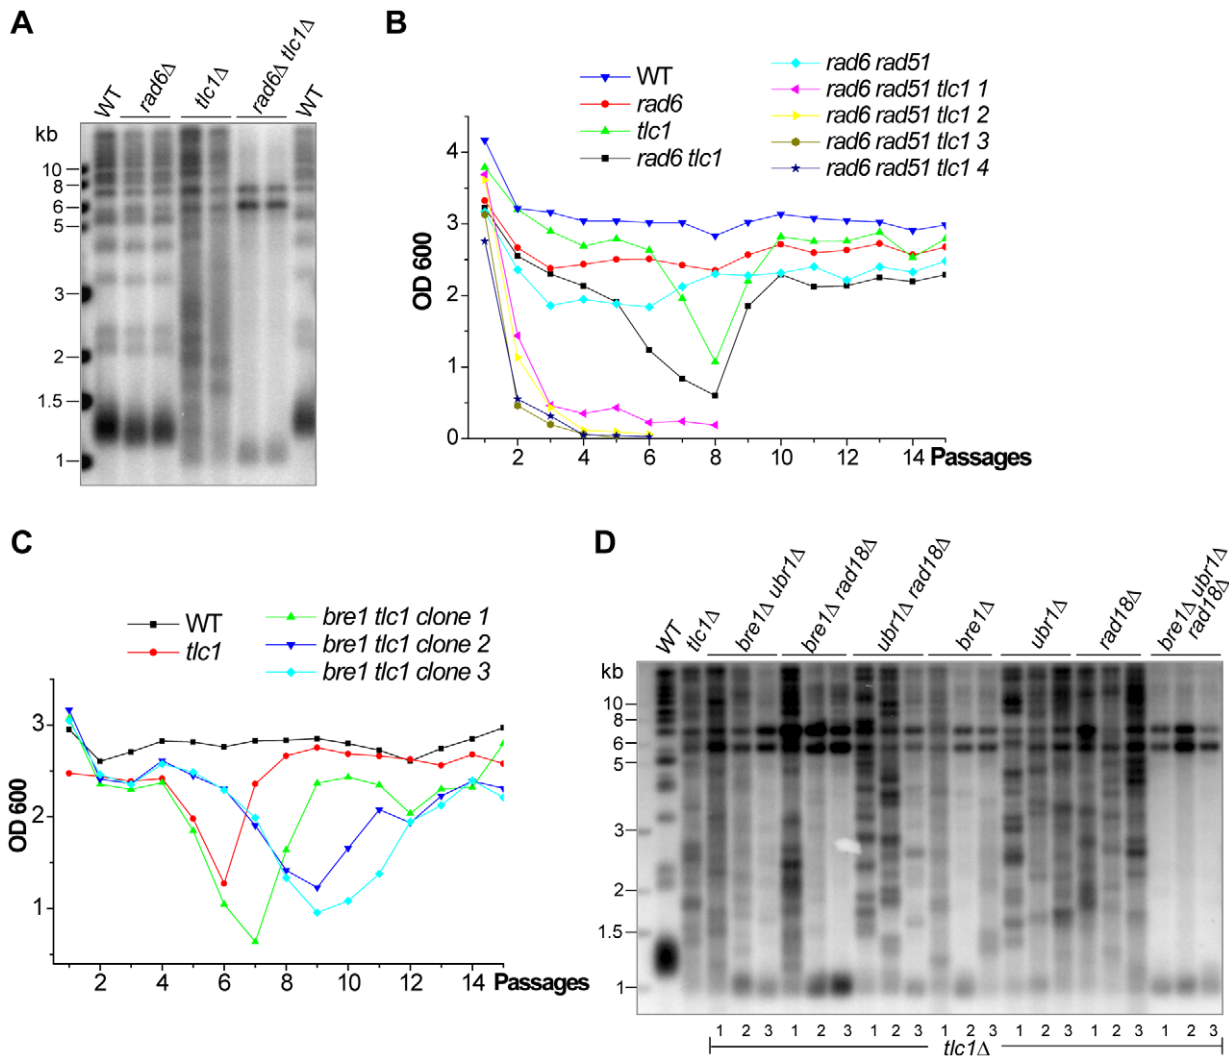 A
WT
rad6Δ
tlc1Δ
rad6Δ tlc1Δ
WT
kb
10
8
6
5
3
2
1.5
1
B
WT
rad6
tlc1
rad6 tlc1
rad6 rad51
rad6 rad51 tlc1 1
rad6 rad51 tlc1 2
rad6 rad51 tlc1 3
rad6 rad51 tlc1 4
OD 600
4
3
2
1
0
2 4 6 8 10 12 14 Passages
C
WT
tlc1
bre1 tlc1 clone 1
bre1 tlc1 clone 2
bre1 tlc1 clone 3
OD 600
3
2
1
2 4 6 8 10 12 14 Passages
D
WT
tlc1Δ
bre1Δ ubr1Δ
bre1Δ rad18Δ
ubr1Δ rad18Δ
bre1Δ
ubr1Δ
rad18Δ
bre1Δ ubr1Δ
rad18Δ
kb
10
8
6
5
3
2
1.5
1
1 2 3 1 2 3 1 2 3 1 2 3 1 2 3 1 2 3 1 2 3
tlc1Δ